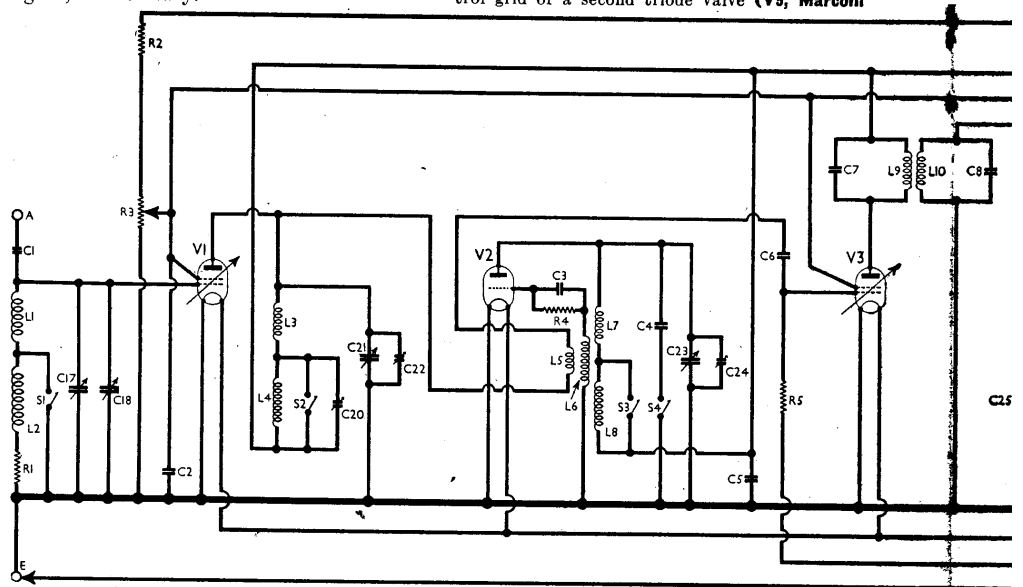 trol grid of a second triode valve (V5, Marconi
R2
C7
L9
L10
C8
R3
A
C1
V1
V2
C6
V3
C3
R4
L7
C4
L1
L3
C21
C22
L5
C23
C24
C17
C18
S1
L4
S2
C20
L6
S3
S4
R5
C25
L2
L8
R1
C2
C5
E